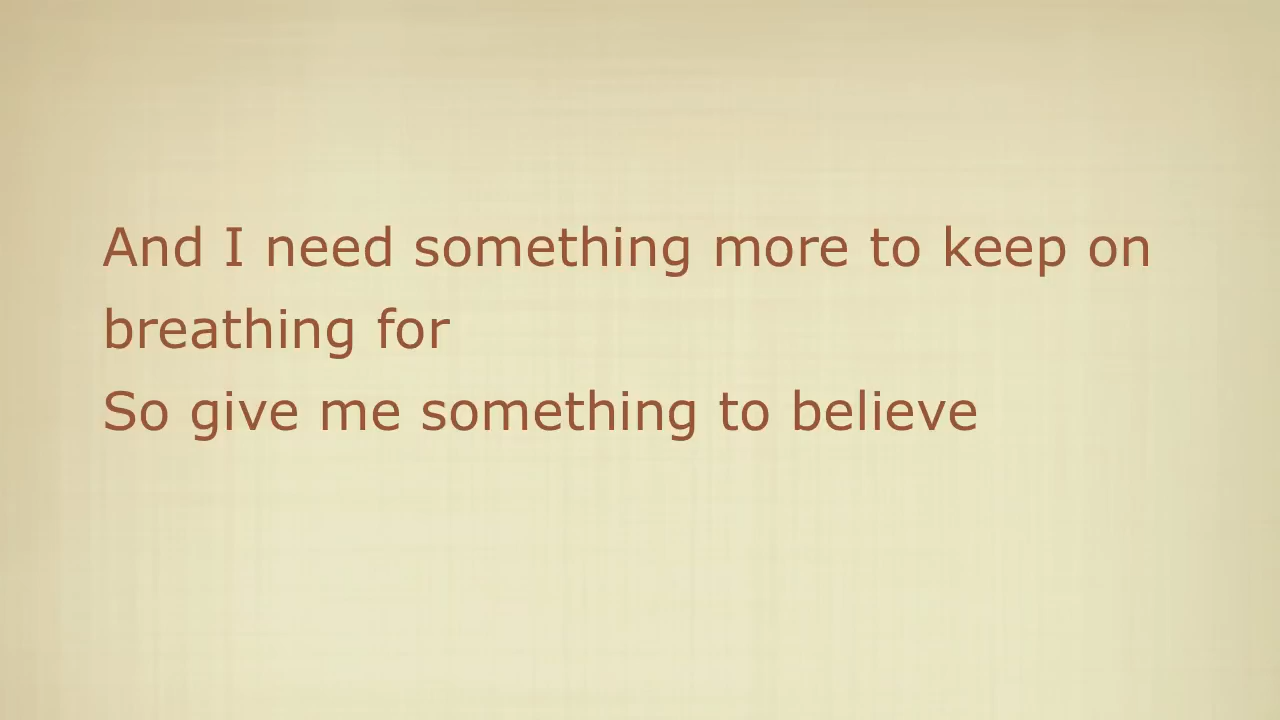 And I need something more to keep on
breathing for
So give me something to believe